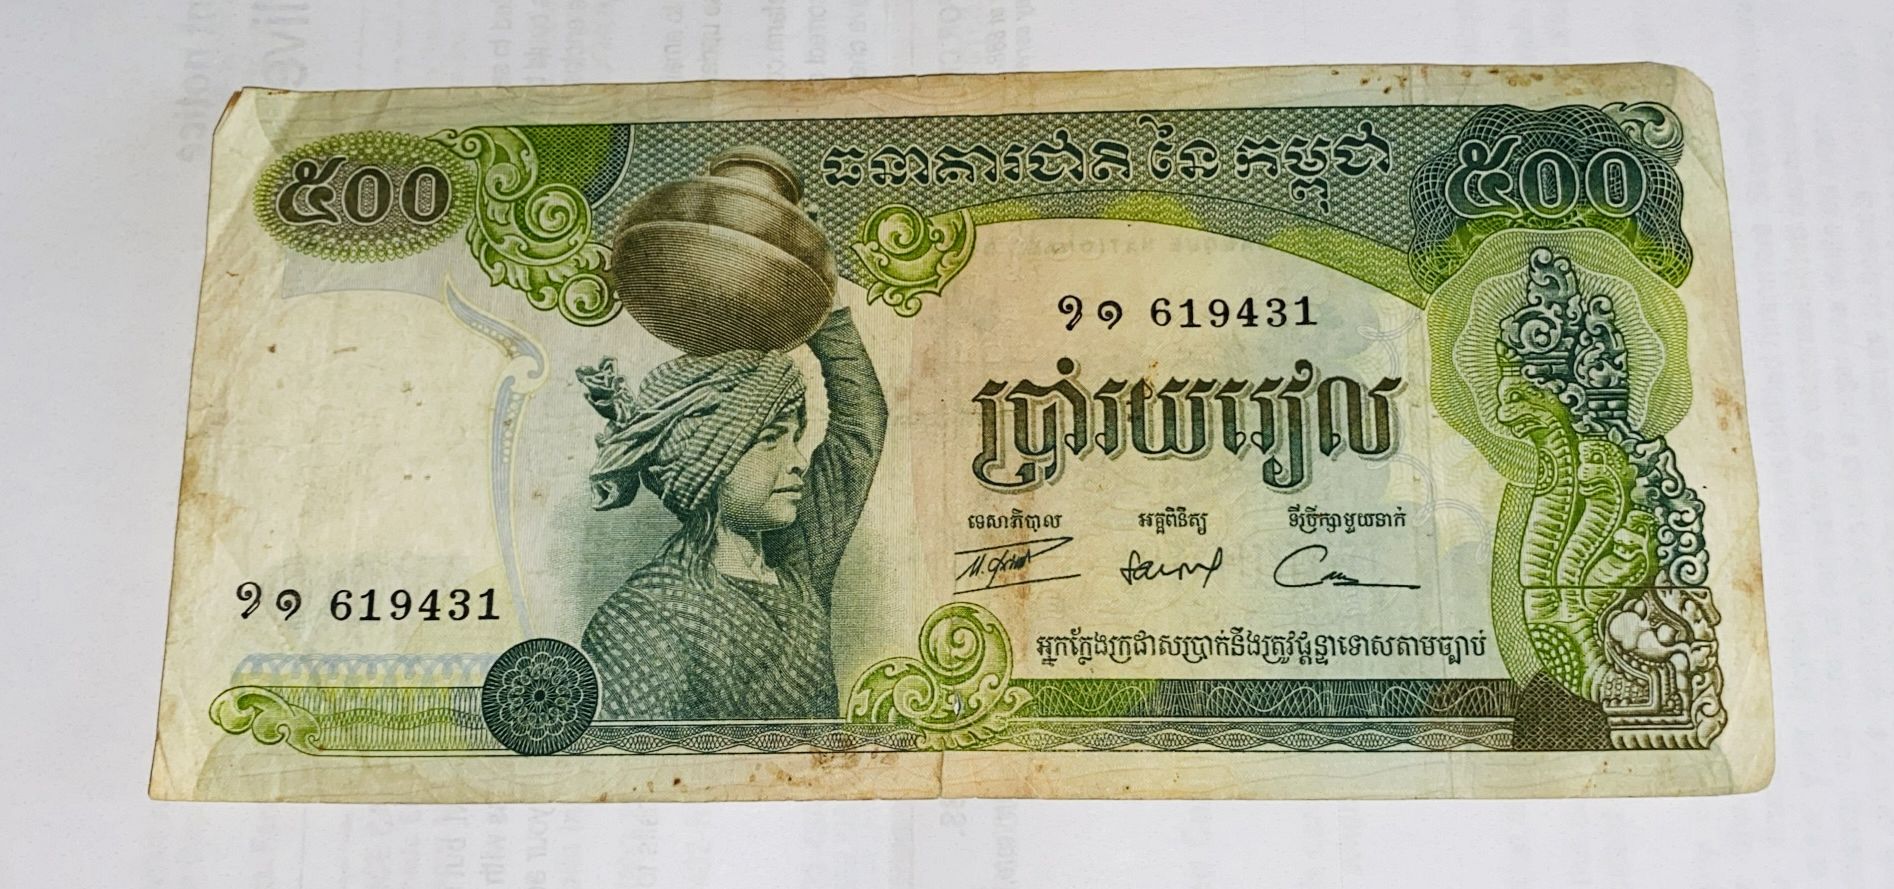 ៥០០
ធនាគារជាតិ នៃ កម្ពុជា
៥០០
១១ 619431
ប្រាំរយរៀល
ទេសាភិបាល
អគ្គពិនិត្យ
ទីប្រឹក្សាមួយទាក់
១១ 619431
អ្នកក្លែងក្រដាសប្រាក់នឹងត្រូវផ្ដន្ទាទោសតាមច្បាប់